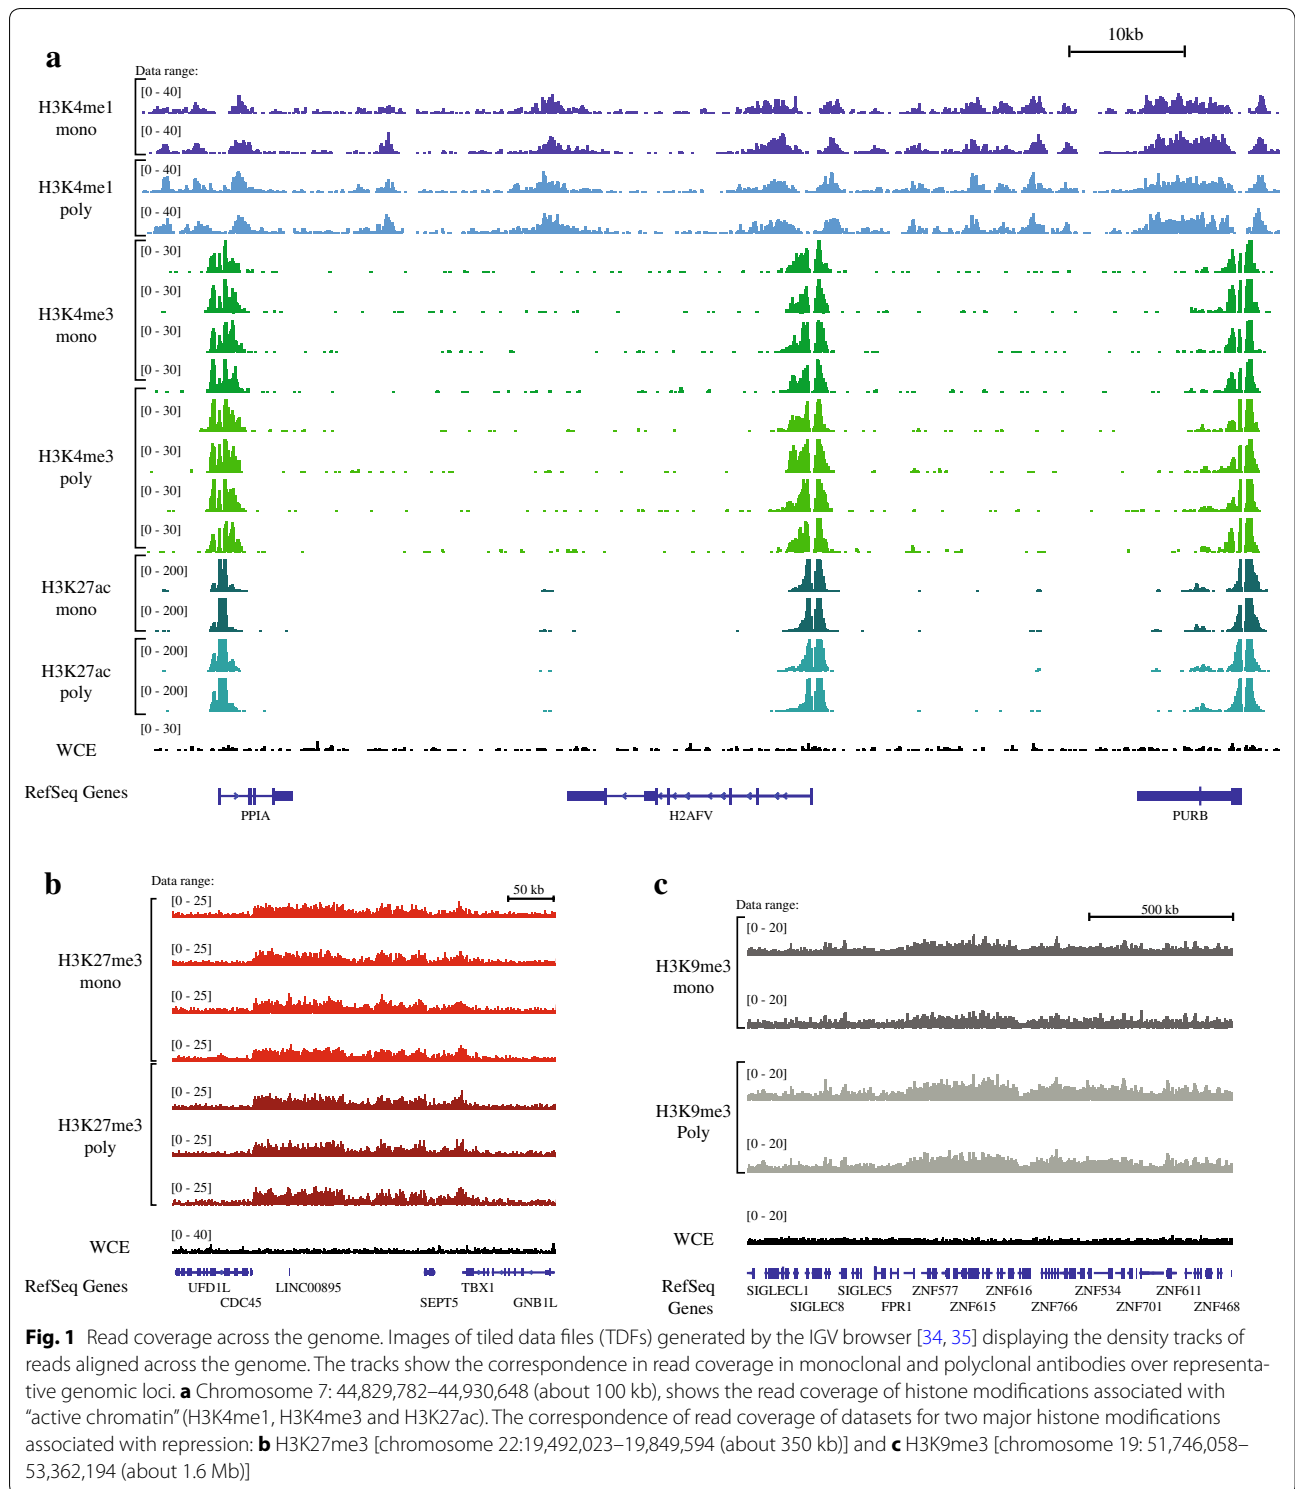 a
10kb
Data range:
H3K4me1
mono
[0 - 40]
[0 - 40]
H3K4me1
poly
[0 - 40]
[0 - 40]
H3K4me3
mono
[0 - 30]
[0 - 30]
[0 - 30]
[0 - 30]
H3K4me3
poly
[0 - 30]
[0 - 30]
[0 - 30]
[0 - 30]
H3K27ac
mono
[0 - 200]
[0 - 200]
H3K27ac
poly
[0 - 200]
[0 - 200]
WCE
[0 - 30]
RefSeq Genes
PPIA H2AFV PURB
b
Data range:
50 kb
H3K27me3
mono
[0 - 25]
[0 - 25]
[0 - 25]
[0 - 25]
H3K27me3
poly
[0 - 25]
[0 - 25]
[0 - 25]
WCE
[0 - 40]
RefSeq Genes
UFD1L LINC00895 TBX1
CDC45 SEPT5 GNB1L
c
Data range:
500 kb
H3K9me3
mono
[0 - 20]
[0 - 20]
H3K9me3
Poly
[0 - 20]
[0 - 20]
WCE
[0 - 20]
RefSeq
Genes
SIGLECL1 SIGLEC5 ZNF577 ZNF616 ZNF534 ZNF611
SIGLEC8 FPR1 ZNF615 ZNF766 ZNF701 ZNF468
Fig. 1 Read coverage across the genome. Images of tiled data files (TDFs) generated by the IGV browser [34, 35] displaying the density tracks of
reads aligned across the genome. The tracks show the correspondence in read coverage in monoclonal and polyclonal antibodies over representa-
tive genomic loci. a Chromosome 7: 44,829,782–44,930,648 (about 100 kb), shows the read coverage of histone modifications associated with
“active chromatin” (H3K4me1, H3K4me3 and H3K27ac). The correspondence of read coverage of datasets for two major histone modifications
associated with repression: b H3K27me3 [chromosome 22:19,492,023–19,849,594 (about 350 kb)] and c H3K9me3 [chromosome 19: 51,746,058–
53,362,194 (about 1.6 Mb)]